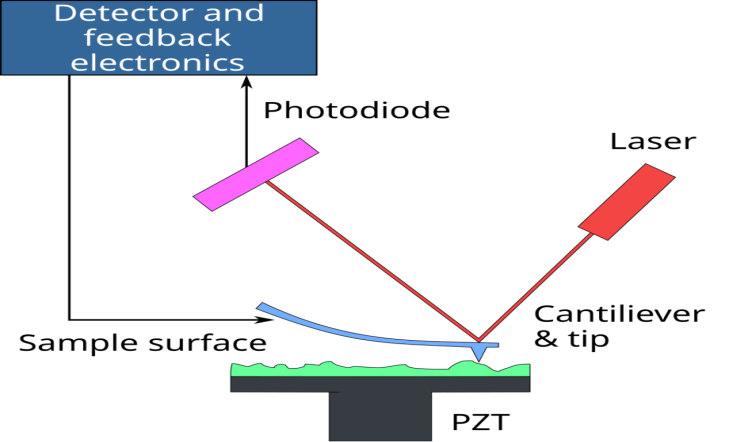 Detector and
feedback
electronics
Photodiode
Laser
Cantiliever
& tip
Sample surface
PZT